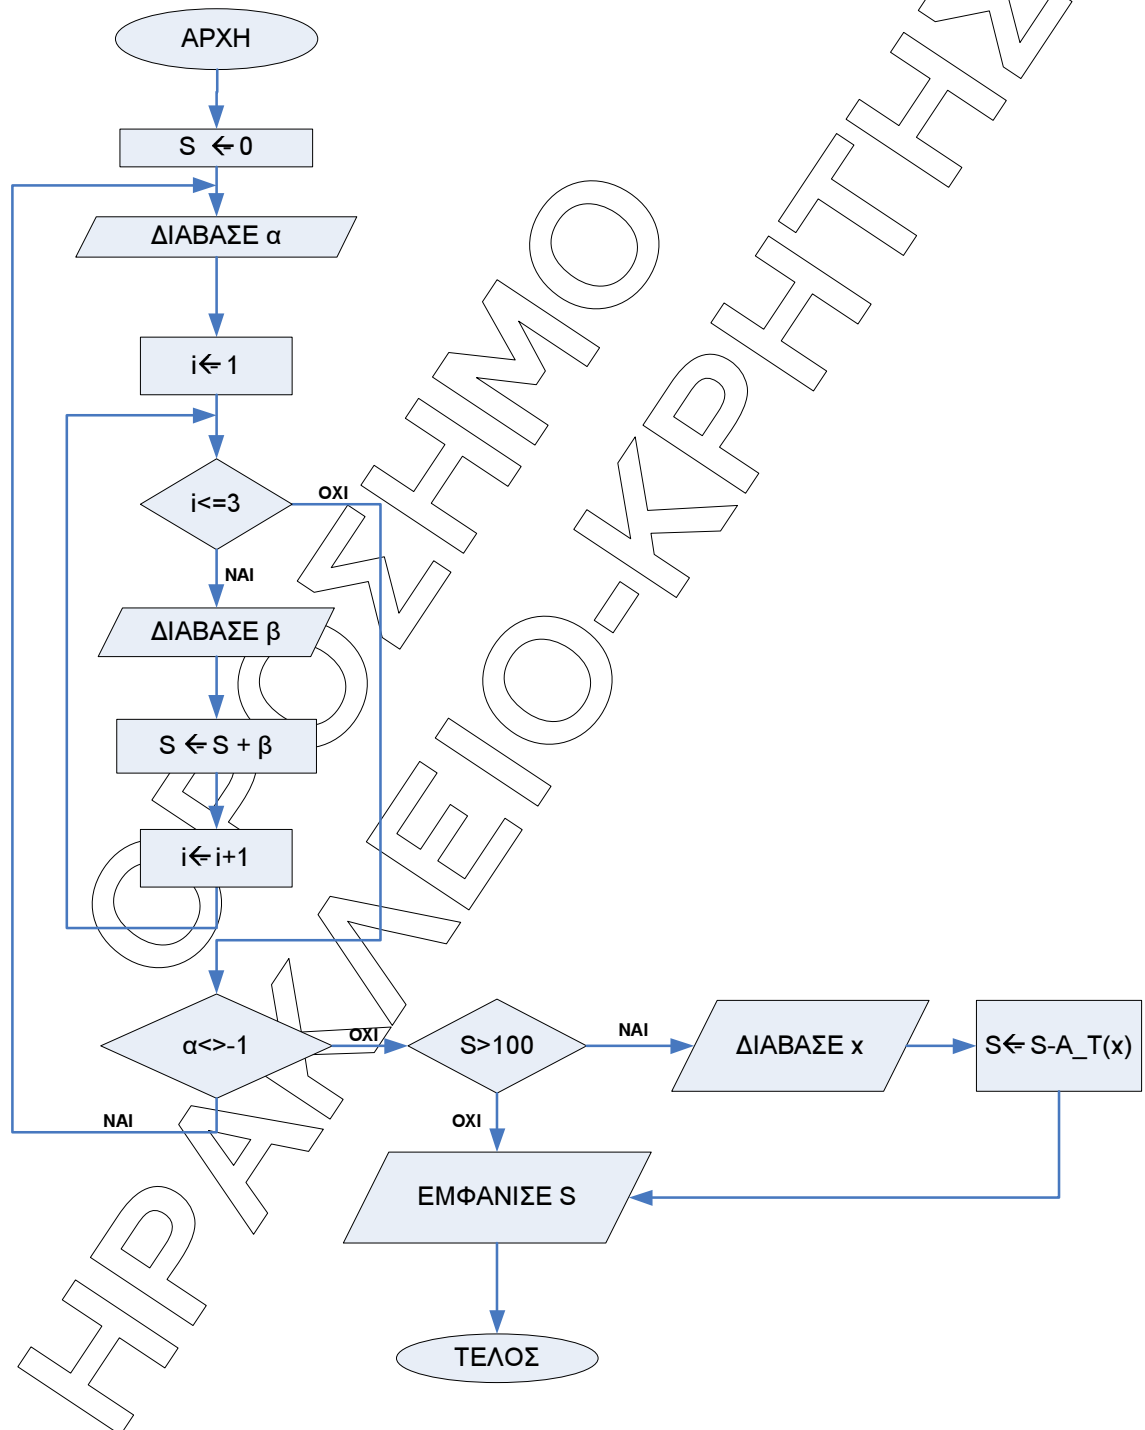 ΑΡΧΗ
S ← 0
ΔΙΑΒΑΣΕ α
i ← 1
i<=3
ΟΧΙ
ΝΑΙ
ΔΙΑΒΑΣΕ β
S ← S + β
i ← i+1
α<>-1
ΟΧΙ
S>100
ΝΑΙ
ΔΙΑΒΑΣΕ x
S ← S-Α_Τ(x)
ΝΑΙ
ΟΧΙ
ΕΜΦΑΝΙΣΕ S
ΤΕΛΟΣ
ΟΡΟΣΗΜΟ
ΗΡΑΚΛΕΙΟ-ΚΡΗΤΗΣ